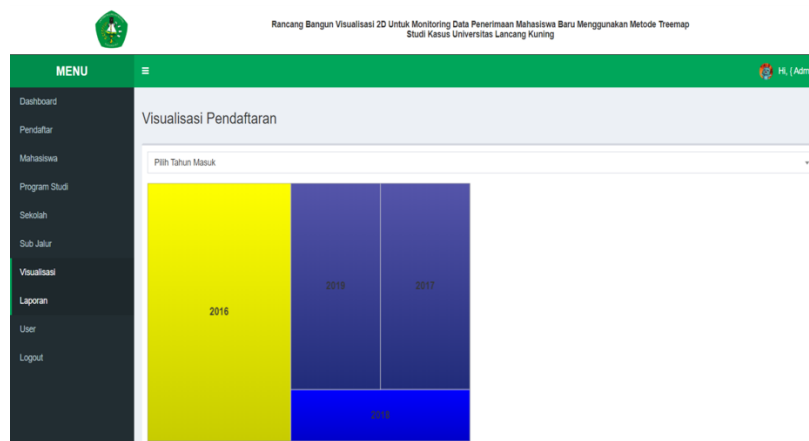 Rancang Bangun Visualisasi 2D Untuk Monitoring Data Penerimaan Mahasiswa Baru Menggunakan Metode Treemap
Studi Kasus Universitas Lancang Kuning
MENU
Hi, ( Adm
Dashboard
Pendaftar
Mahasiswa
Program Studi
Sekolah
Sub Jalur
Visualisasi
Laporan
User
Logout
Visualisasi Pendaftaran
Pilih Tahun Masuk
2016
2019
2017
2018